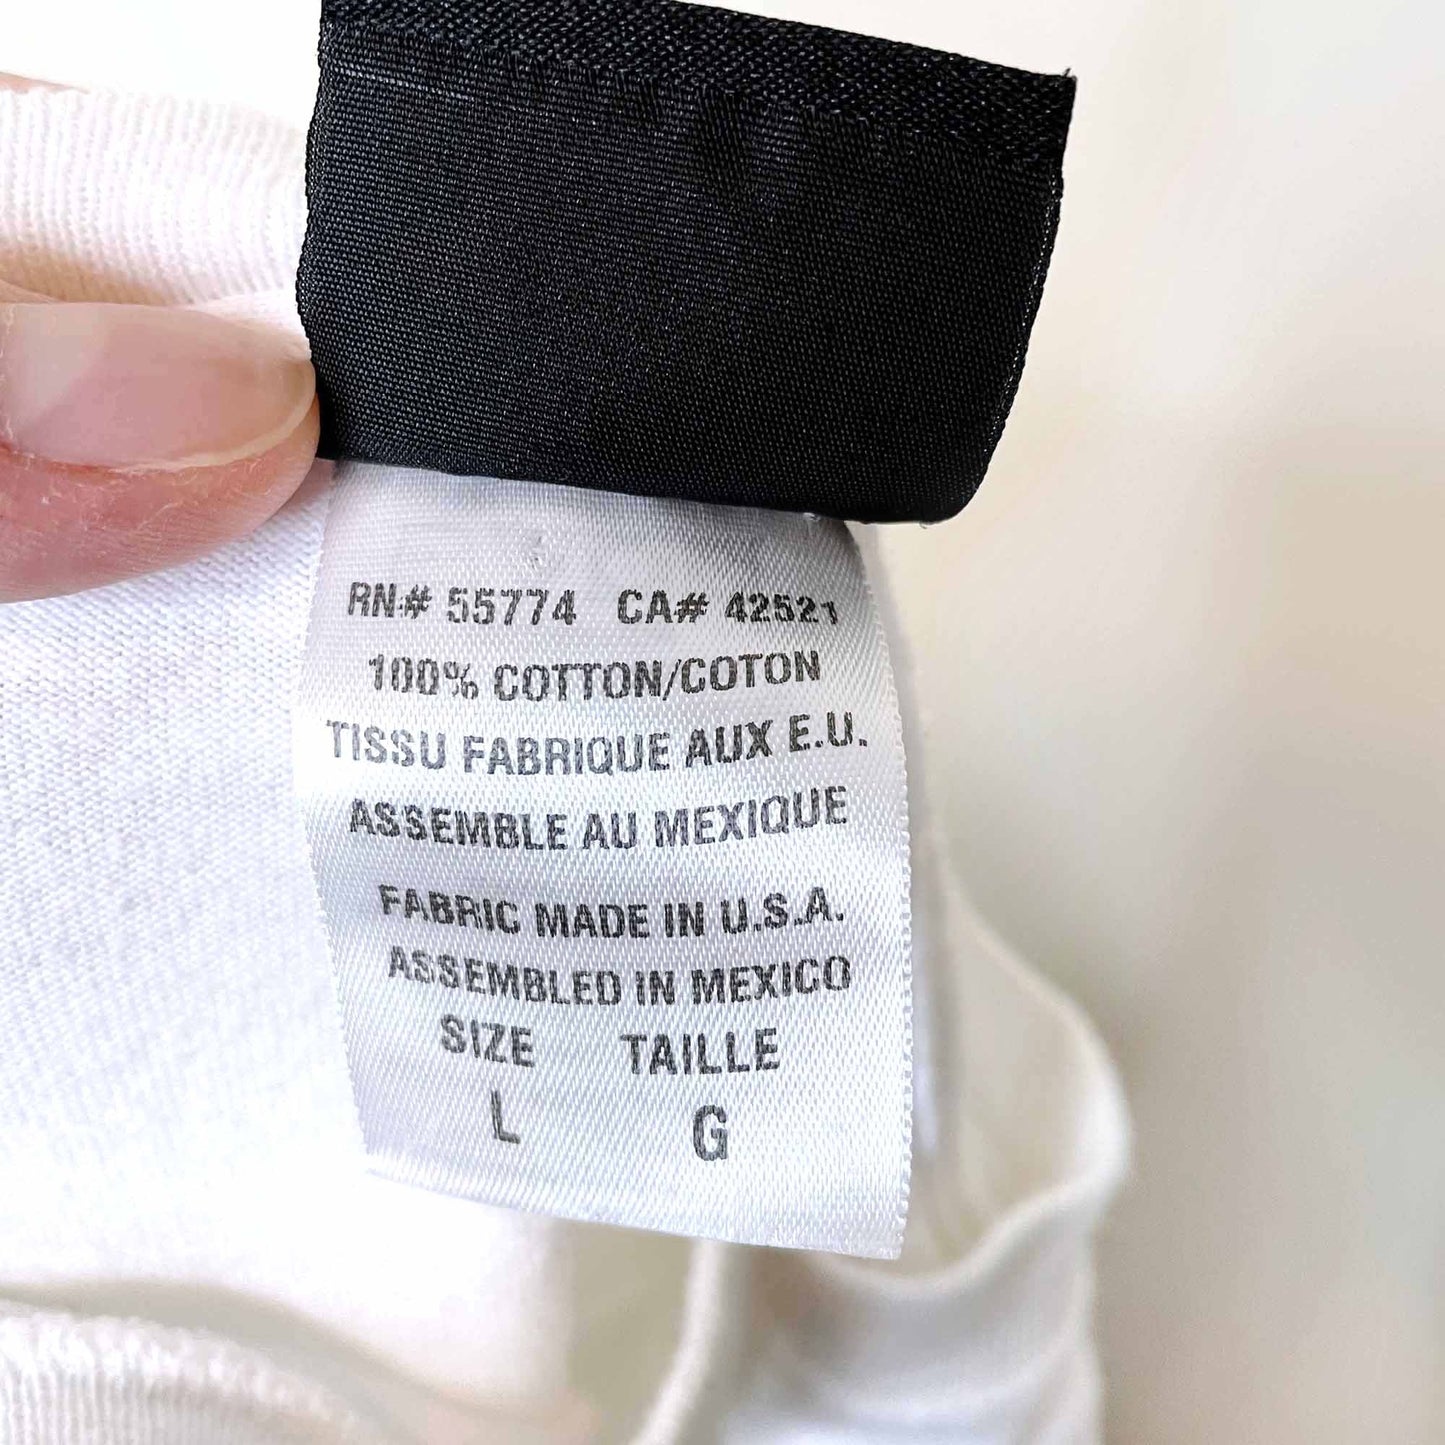 RN# 55774 CA# 42521
100% COTTON/COTON
TISSU FABRIQUE AUX E.U.
ASSEMBLE AU MEXIQUE
FABRIC MADE IN U.S.A.
ASSEMBLED IN MEXICO
SIZE TAILLE
L G